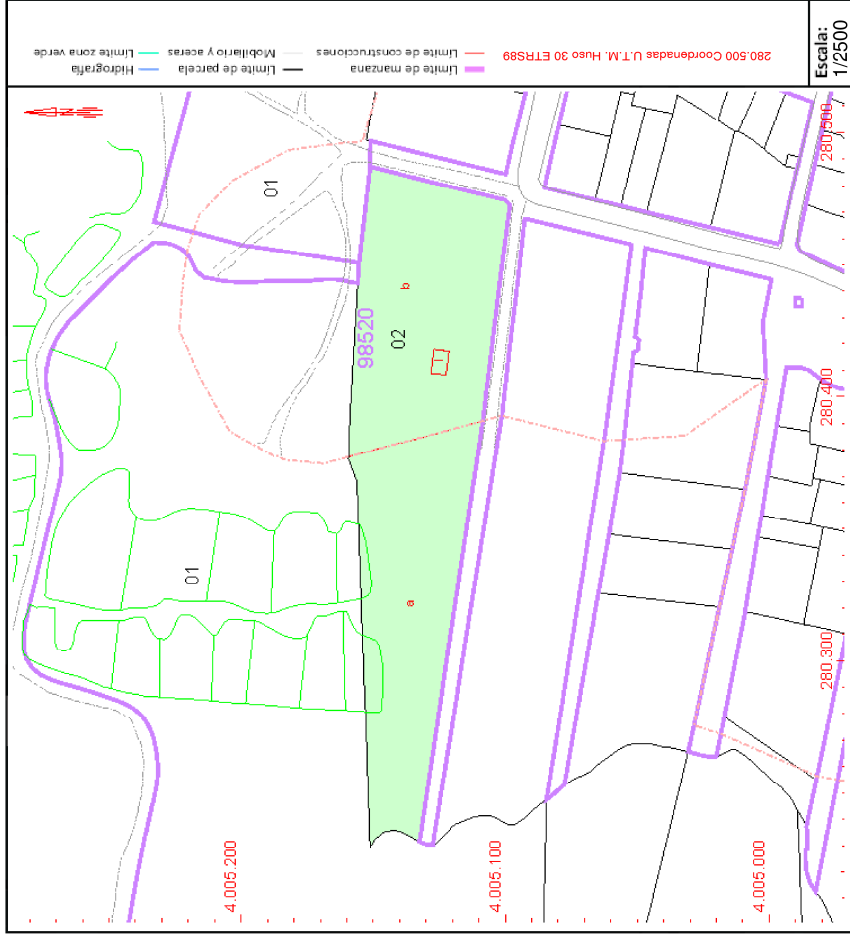 280.500 Coordenadas U.T.M. Huso 30 ETRS89
Límite de manzana
Límite de construcciones
Límite de parcela
Mobiliario y aceras
Hidrografía
Límite zona verde
Escala:
1/2500
01
01
98520
02
b
I
a
280.500
280.400
280.300
4.005.200
4.005.100
4.005.000